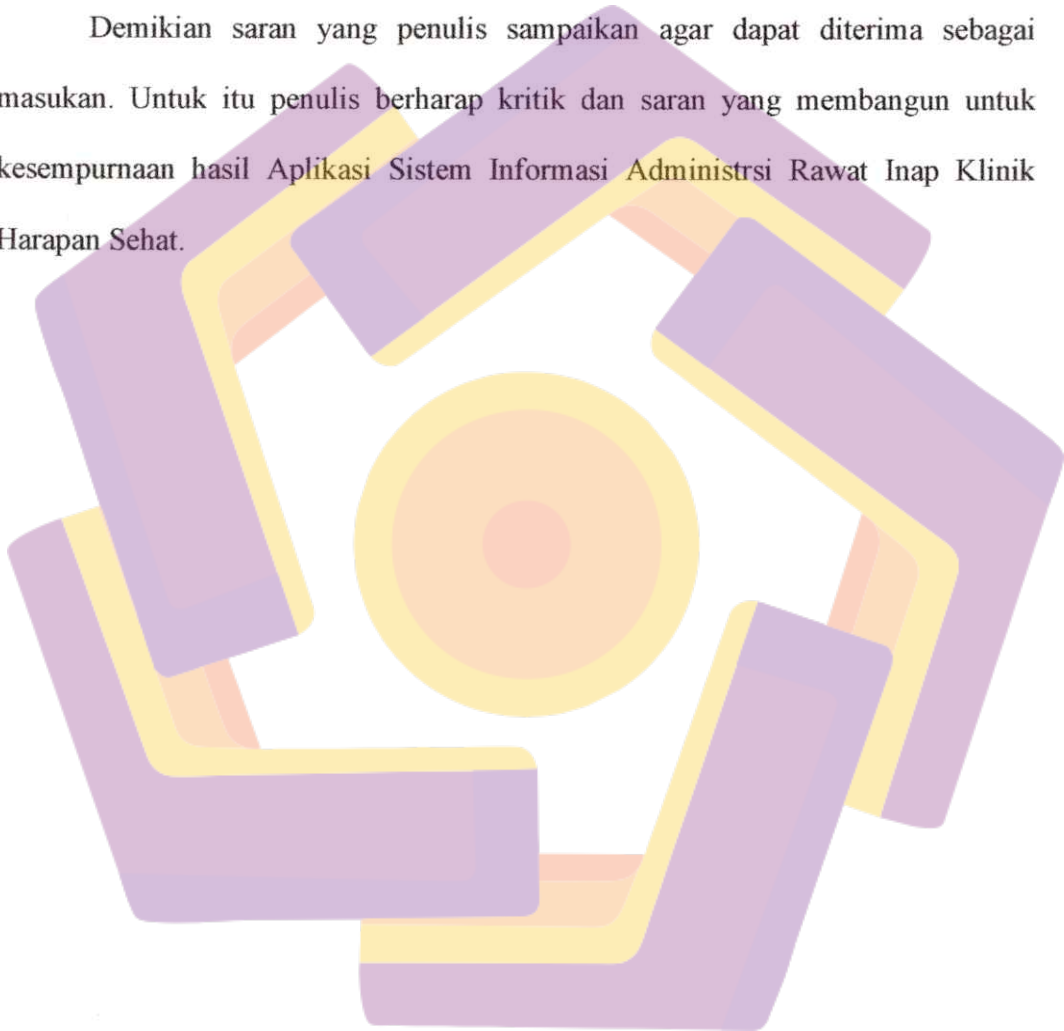 Demikian saran yang penulis sampaikan agar dapat diterima sebagai
masukan. Untuk itu penulis berharap kritik dan saran yang membangun untuk
kesempurnaan hasil Aplikasi Sistem Informasi Administrsi Rawat Inap Klinik
Harapan Sehat.